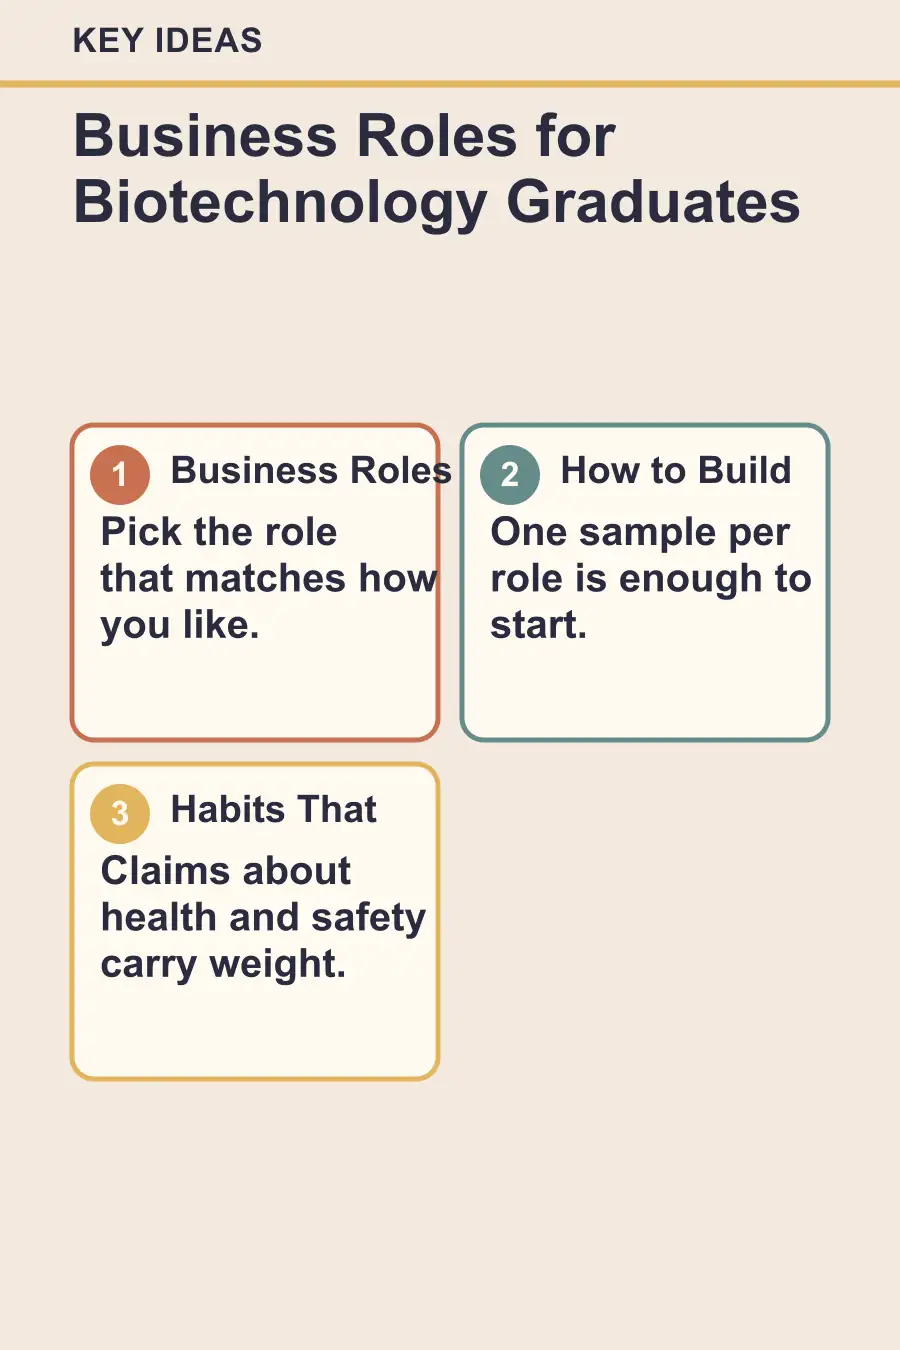 KEY IDEAS
Business Roles for
Biotechnology Graduates
1 Business Roles
Pick the role
that matches how
you like.
2 How to Build
One sample per
role is enough to
start.
3 Habits That
Claims about
health and safety
carry weight.